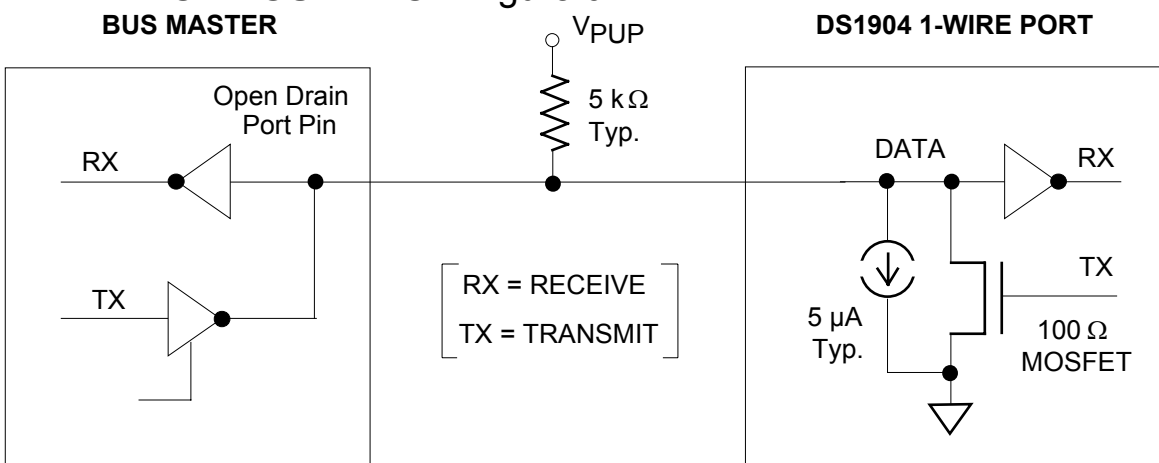 BUS MASTER
VPUP
DS1904 1-WIRE PORT
Open Drain
Port Pin
5 kΩ
Typ.
RX
DATA
RX
TX
RX = RECEIVE
TX = TRANSMIT
5 µA
Typ.
TX
100 Ω
MOSFET